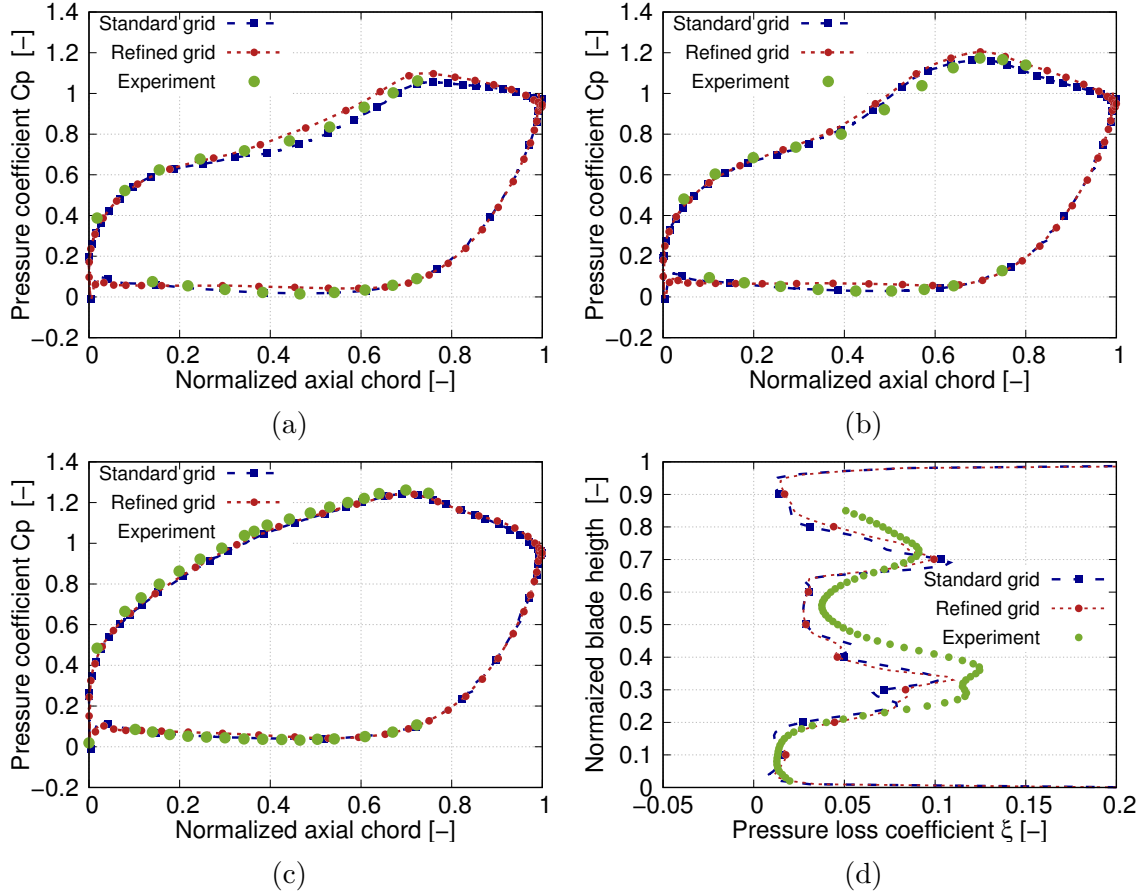 1.4
1.2
1
0.8
0.6
0.4
0.2
0
−0.2
Pressure coefficient Cp [−]
Standard grid
Refined grid
Experiment
0 0.2 0.4 0.6 0.8 1
Normalized axial chord [−]
(a)
1.4
1.2
1
0.8
0.6
0.4
0.2
0
−0.2
Pressure coefficient Cp [−]
Standard grid
Refined grid
Experiment
0 0.2 0.4 0.6 0.8 1
Normalized axial chord [−]
(b)
1.4
1.2
1
0.8
0.6
0.4
0.2
0
−0.2
Pressure coefficient Cp [−]
Standard grid
Refined grid
Experiment
0 0.2 0.4 0.6 0.8 1
Normalized axial chord [−]
(c)
1
0.9
0.8
0.7
0.6
0.5
0.4
0.3
0.2
0.1
0
Normaized blade heigth [−]
Standard grid
Refined grid
Experiment
−0.05 0 0.05 0.1 0.15 0.2
Pressure loss coefficient ξ [−]
(d)